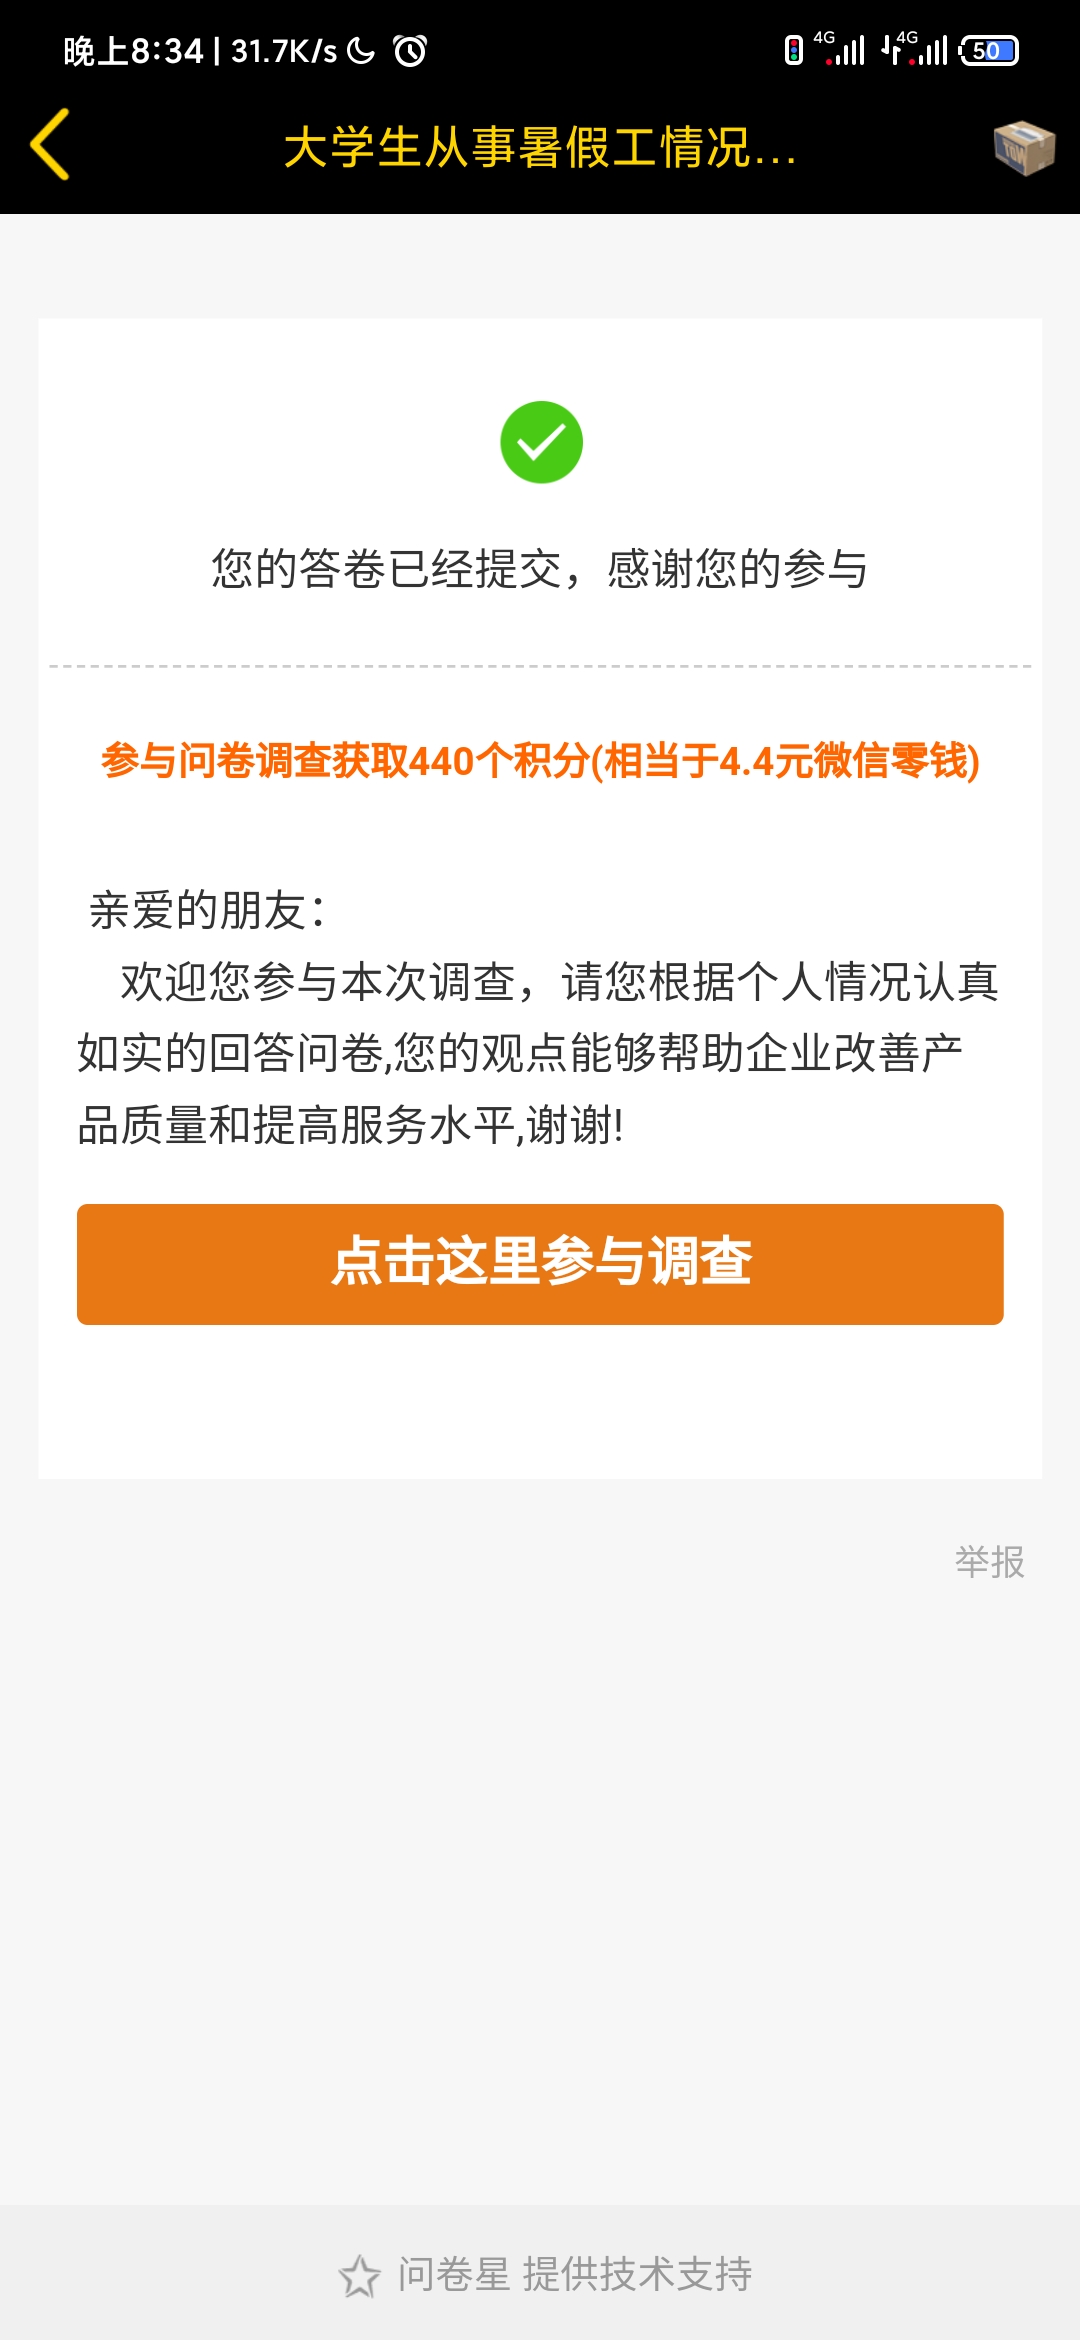 晚上8:34 | 31.7K/s
4G
4G
50
大学生从事暑假工情况...
TOW
您的答卷已经提交，感谢您的参与
参与问卷调查获取440个积分(相当于4.4元微信零钱)
亲爱的朋友：
欢迎您参与本次调查，请您根据个人情况认真
如实的回答问卷,您的观点能够帮助企业改善产
品质量和提高服务水平,谢谢!
点击这里参与调查
举报
问卷星 提供技术支持